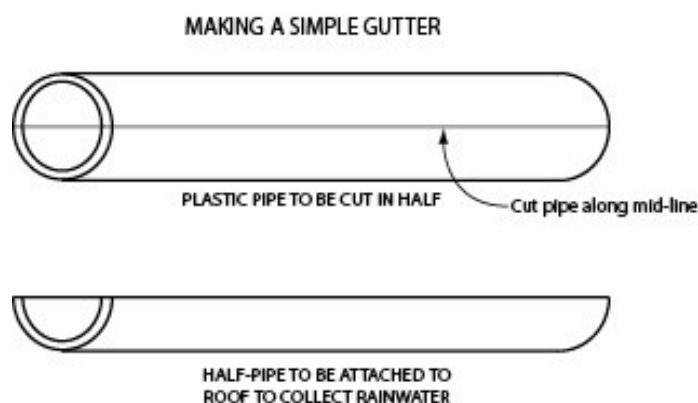 MAKING A SIMPLE GUTTER
PLASTIC PIPE TO BE CUT IN HALF
Cut pipe along mid-line
HALF-PIPE TO BE ATTACHED TO
ROOF TO COLLECT RAINWATER